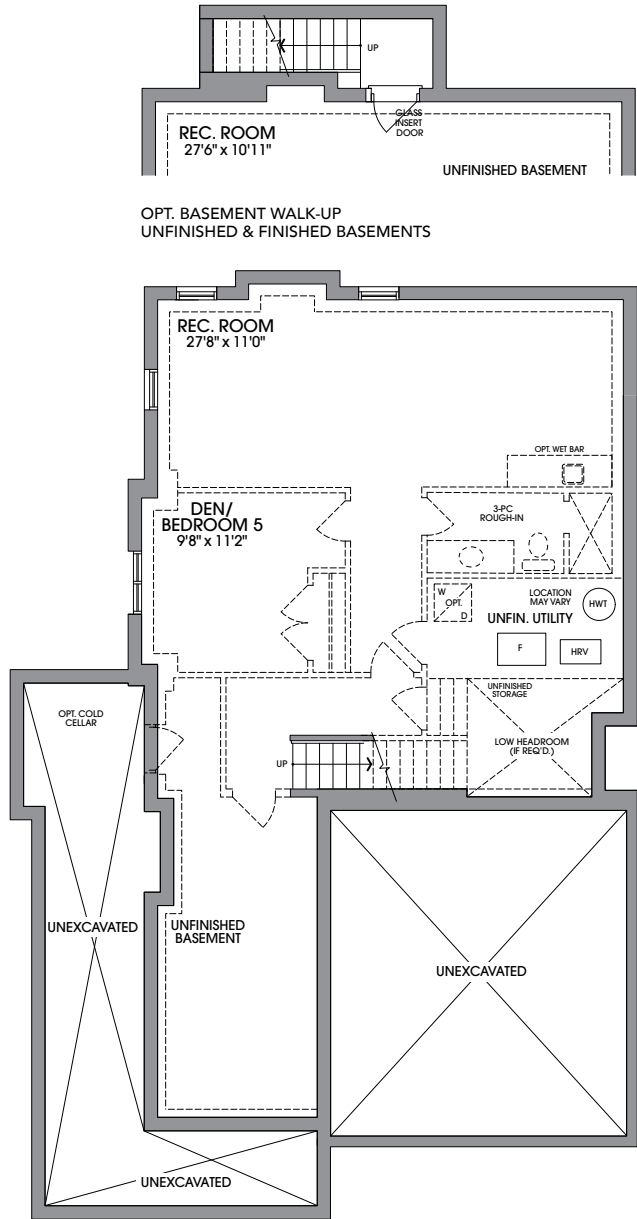 UP
GLASS
INSERT
DOOR
REC. ROOM
27'6" x 10'11"
UNFINISHED BASEMENT
OPT. BASEMENT WALK-UP
UNFINISHED & FINISHED BASEMENTS
REC. ROOM
27'8" x 11'0"
OPT. WET BAR
3-PC
ROUGH-IN
DEN/
BEDROOM 5
9'8" x 11'2"
W
OPT.
D
LOCATION
MAY VARY
HWT
UNFIN. UTILITY
F
HRV
UNFINISHED
STORAGE
OPT. COLD
CELLAR
LOW HEADROOM
(IF REQ'D.)
UP
UNEXCAVATED
UNFINISHED
BASEMENT
UNEXCAVATED
UNEXCAVATED